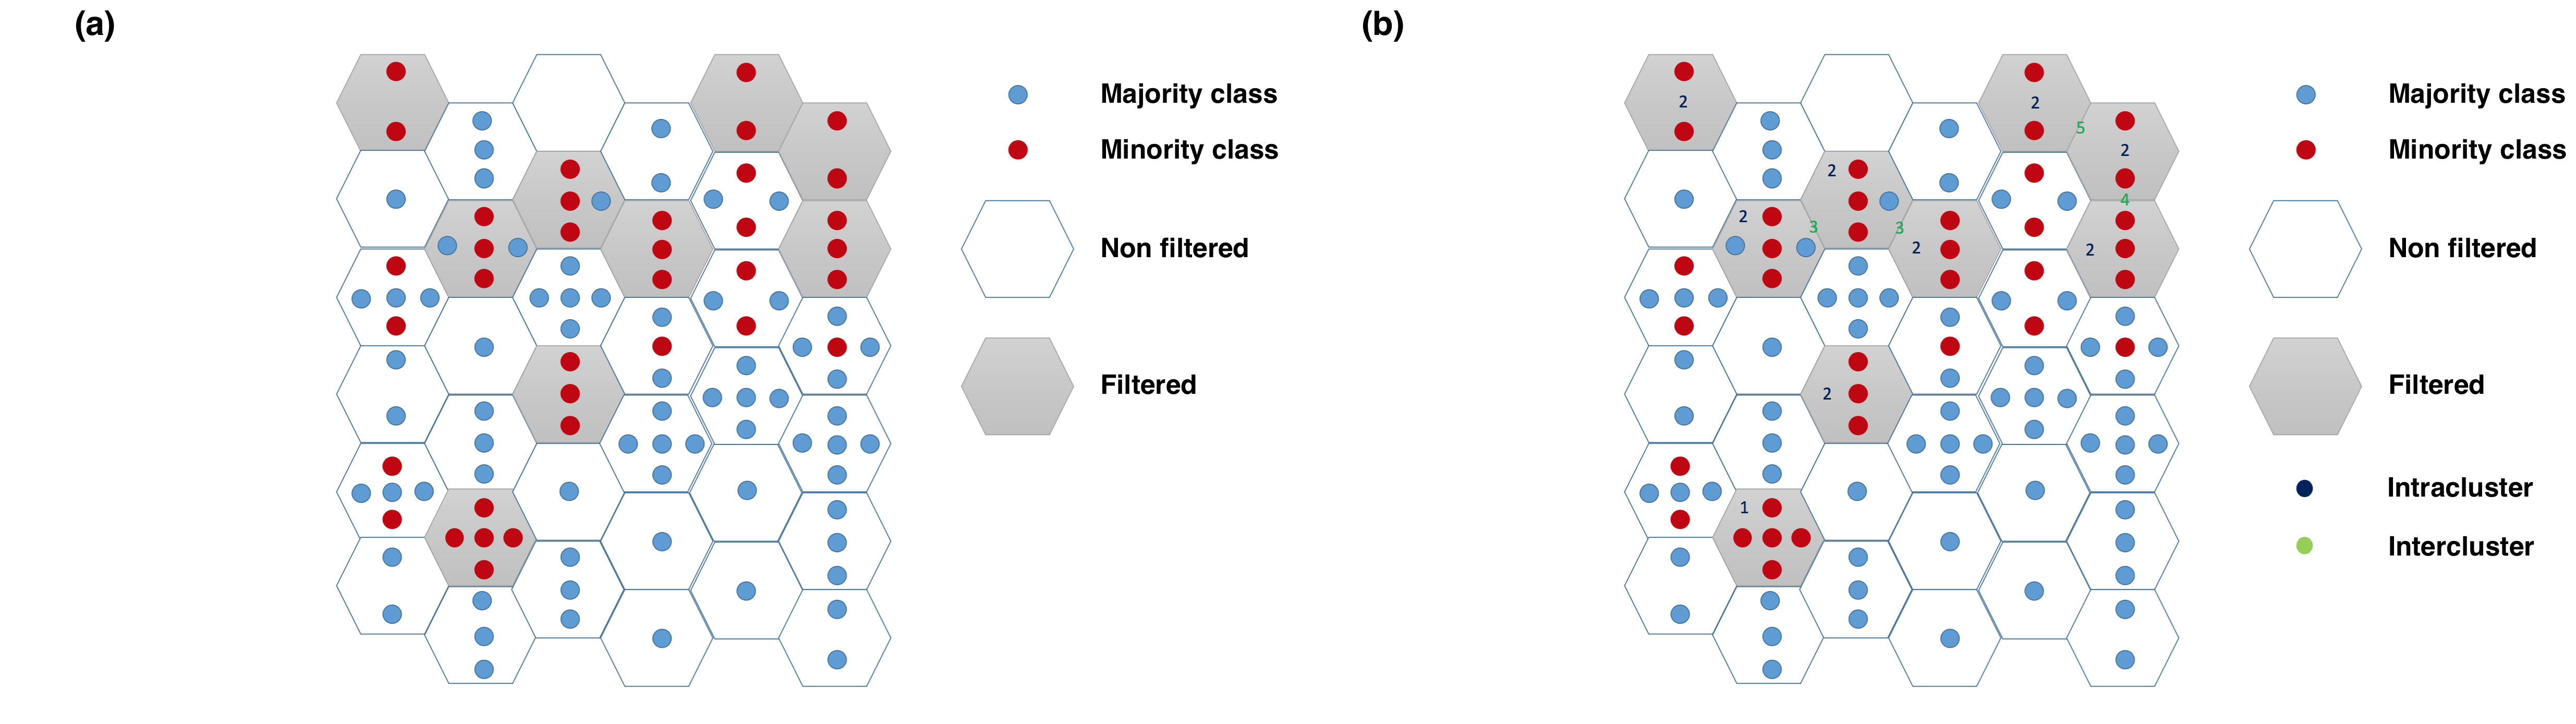 (a)
Majority class
Minority class
Non filtered
Filtered
(b)
2
2
5
2
2
4
2
3
3
2
2
2
1
Majority class
Minority class
Non filtered
Filtered
Intracluster
Intercluster